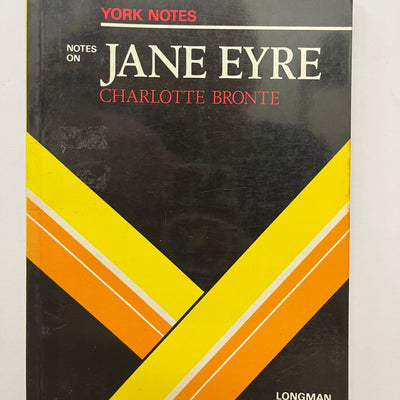 YORK NOTES
NOTES
ON
JANE EYRE
CHARLOTTE BRONTE
LONGMAN